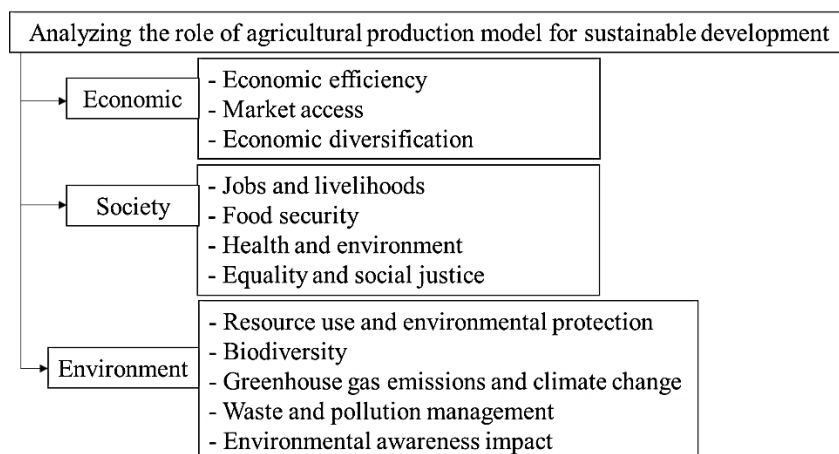 Analyzing the role of agricultural production model for sustainable development
Economic
- Economic efficiency
- Market access
- Economic diversification
Society
- Jobs and livelihoods
- Food security
- Health and environment
- Equality and social justice
Environment
- Resource use and environmental protection
- Biodiversity
- Greenhouse gas emissions and climate change
- Waste and pollution management
- Environmental awareness impact